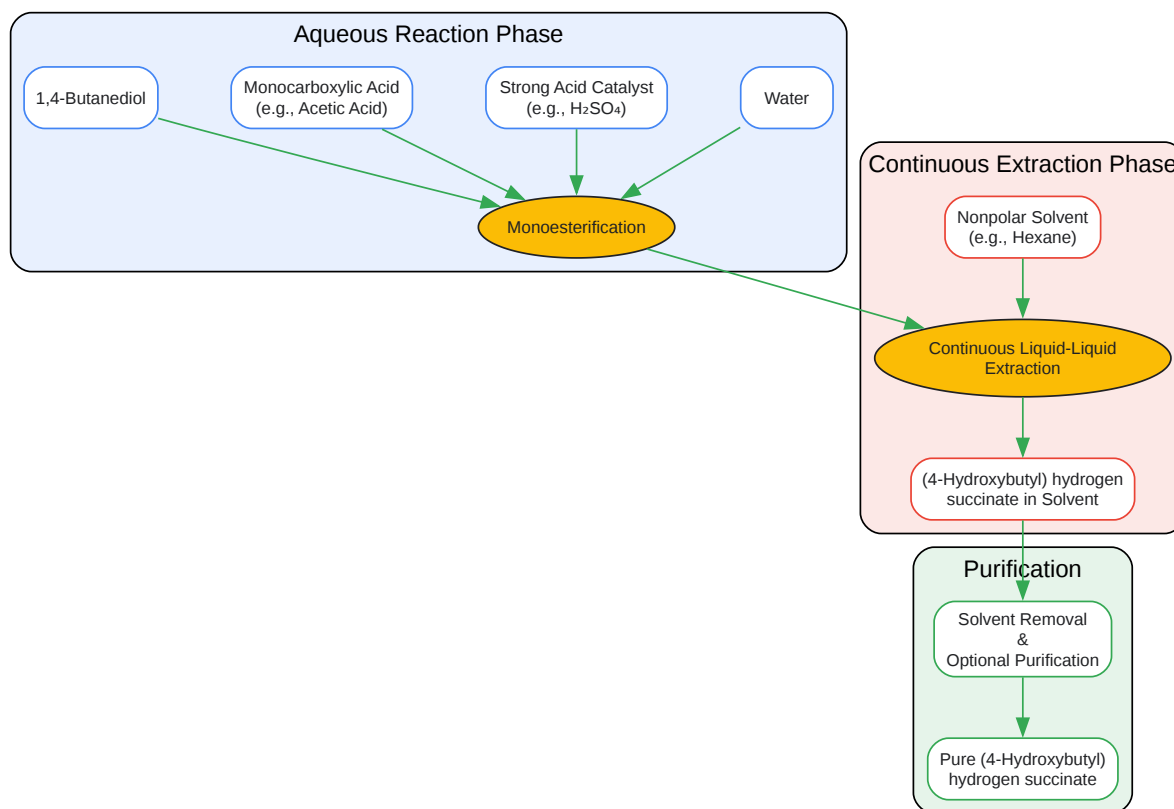 Aqueous Reaction Phase
1,4-Butanediol
Monocarboxylic Acid
(e.g., Acetic Acid)
Strong Acid Catalyst
(e.g., H₂SO₄)
Water
Monoesterification
Continuous Extraction Phase
Nonpolar Solvent
(e.g., Hexane)
Continuous Liquid-Liquid
Extraction
(4-Hydroxybutyl) hydrogen
succinate in Solvent
Purification
Solvent Removal
&
Optional Purification
Pure (4-Hydroxybutyl)
hydrogen succinate